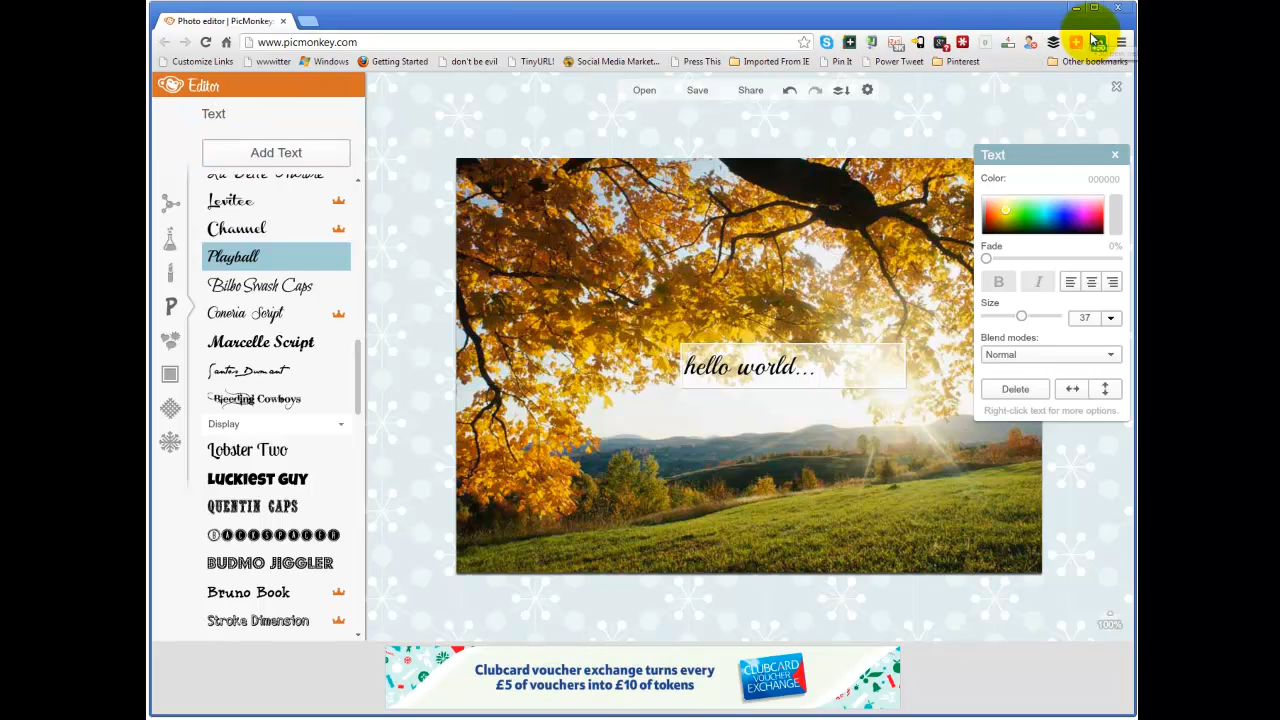 Photo editor | PicMonkey:
www.picmonkey.com
Customize Links
wwwitter
Windows
Getting Started
don't be evil
TinyURL!
Social Media Market...
Press This
Imported From IE
Pin It
Power Tweet
Pinterest
Other bookmarks
Editor
Open
Save
Share
Text
Add Text
La Belle Aurore
Levitee
Channel
Playball
Bilbo Swash Caps
Coneria Script
Marcelle Script
Santos Dumont
Bleeding Cowboys
Display
Lobster Two
LUCKIEST GUY
QUENTIN CAPS
BACKSPACER
BUDMO JIGGLER
Bruno Book
Stroke Dimension
hello world...
Text
Color:
000000
Fade
0%
B
I
Size
37
Blend modes:
Normal
Delete
Right-click text for more options.
100%
Clubcard voucher exchange turns every
£5 of vouchers into £10 of tokens
CLUBCARD
VOUCHER
EXCHANGE